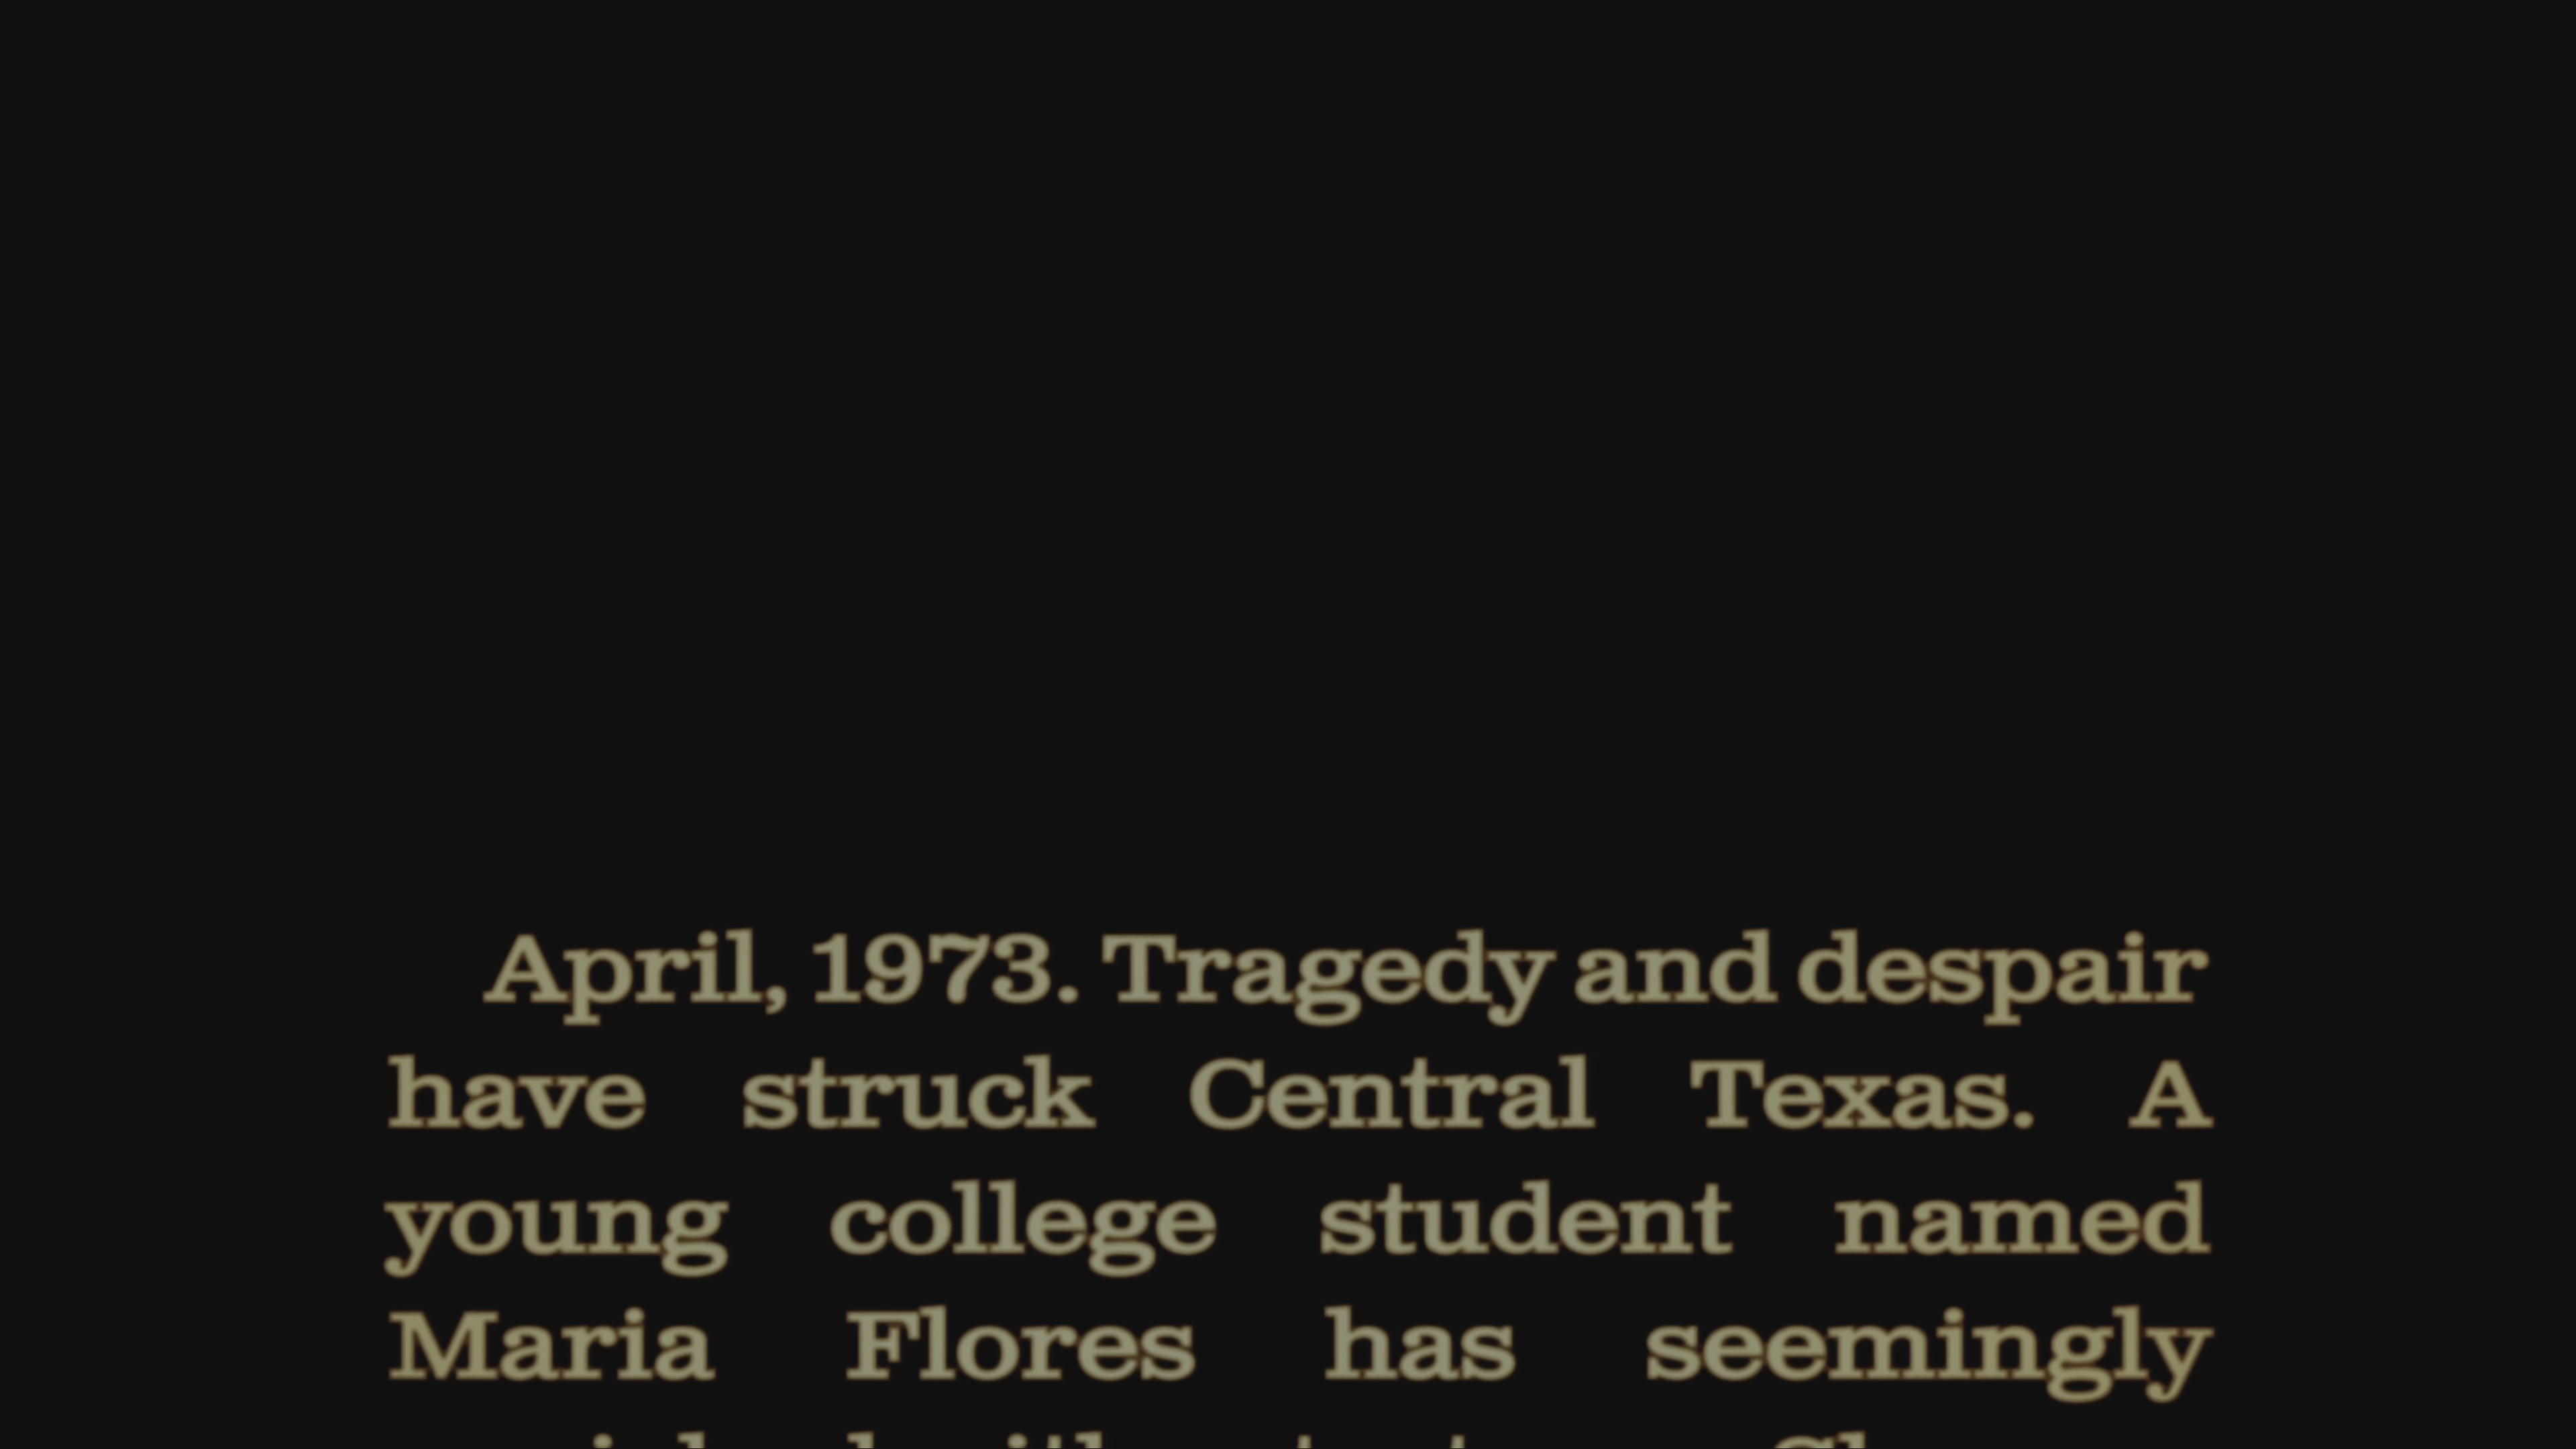 April, 1973. Tragedy and despair
have struck Central Texas. A
young college student named
Maria Flores has seemingly